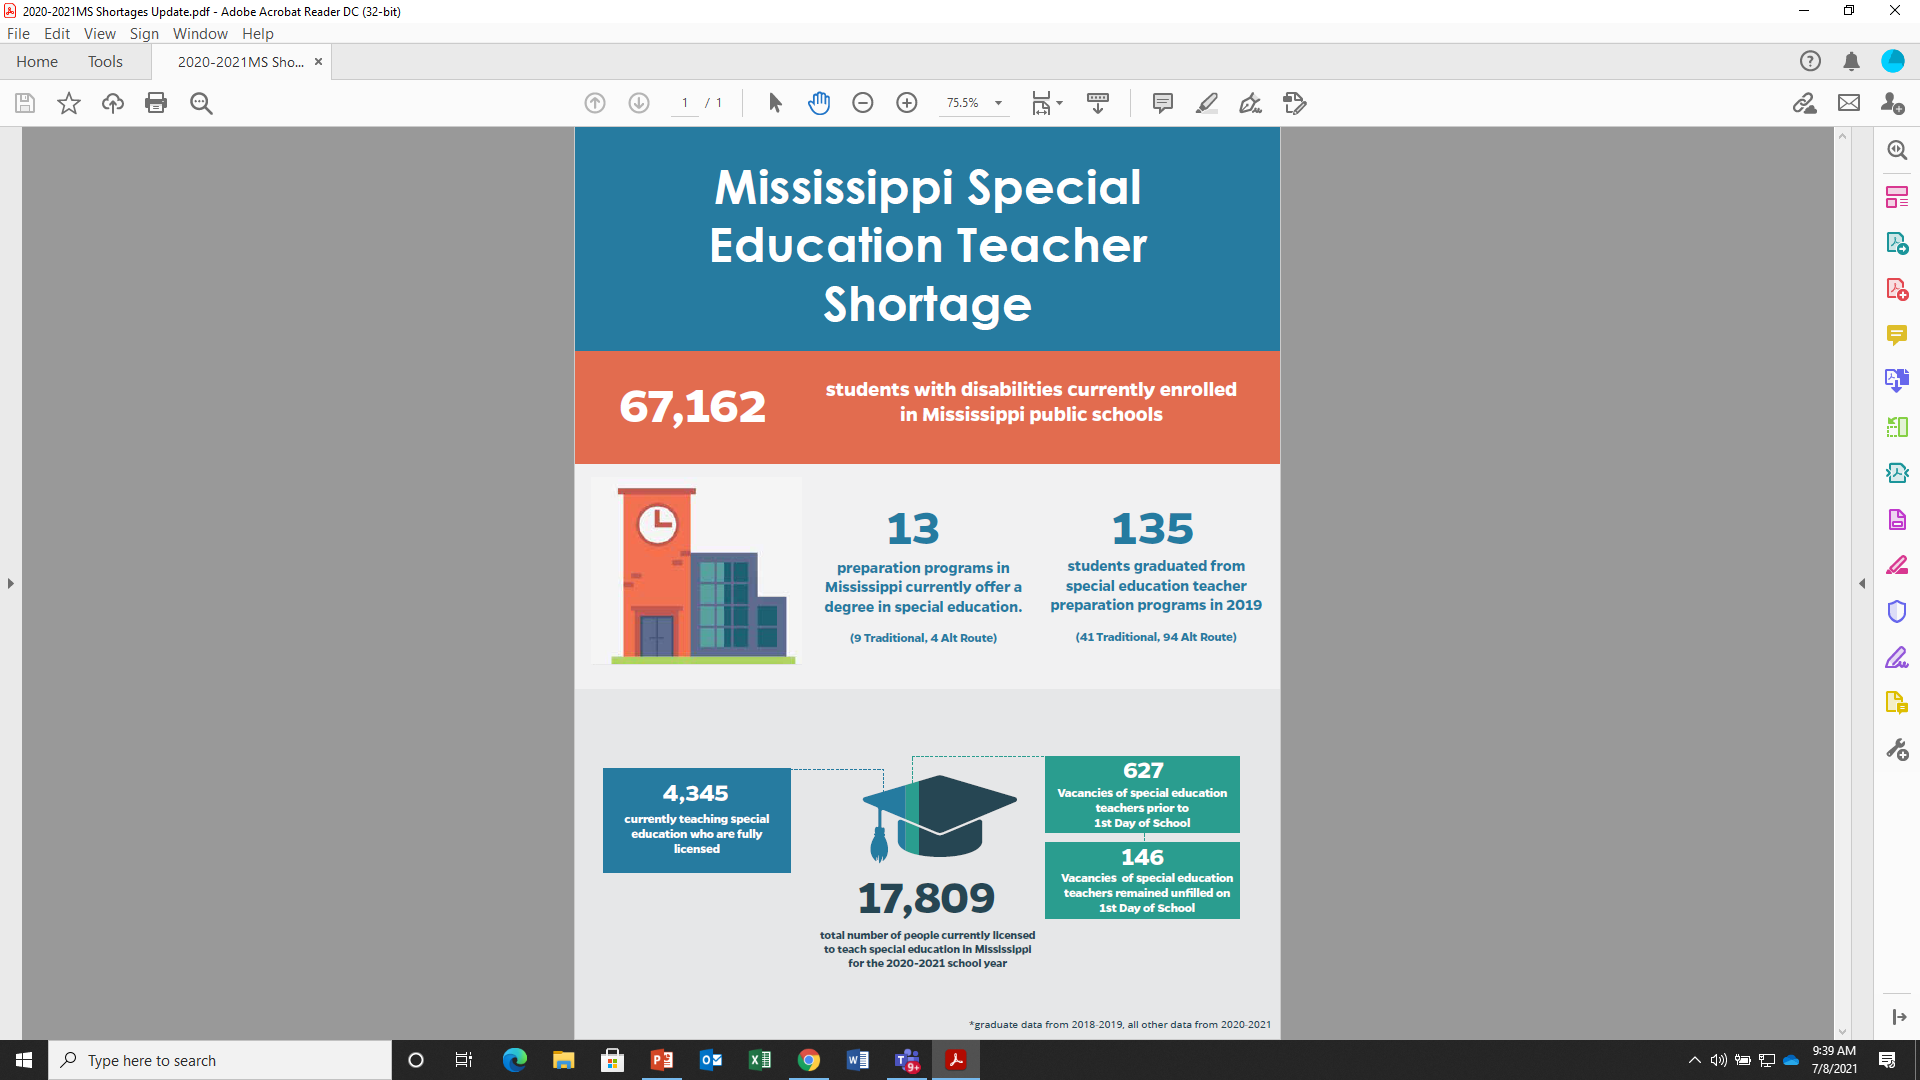 2020-2021MS Shortages Update.pdf - Adobe Acrobat Reader DC (32-bit)
File Edit View Sign Window Help
Home Tools 2020-2021MS Sho...
1 / 1 75.5%
Mississippi Special
Education Teacher
Shortage
67,162
students with disabilities currently enrolled
in Mississippi public schools
13
preparation programs in
Mississippi currently offer a
degree in special education.
(9 Traditional, 4 Alt Route)
135
students graduated from
special education teacher
preparation programs in 2019
(41 Traditional, 94 Alt Route)
4,345
currently teaching special
education who are fully
licensed
627
Vacancies of special education
teachers prior to
1st Day of School
146
Vacancies of special education
teachers remained unfilled on
1st Day of School
17,809
total number of people currently licensed
to teach special education in Mississippi
for the 2020-2021 school year
*graduate data from 2018-2019, all other data from 2020-2021
Type here to search
9+
9:39 AM
7/8/2021